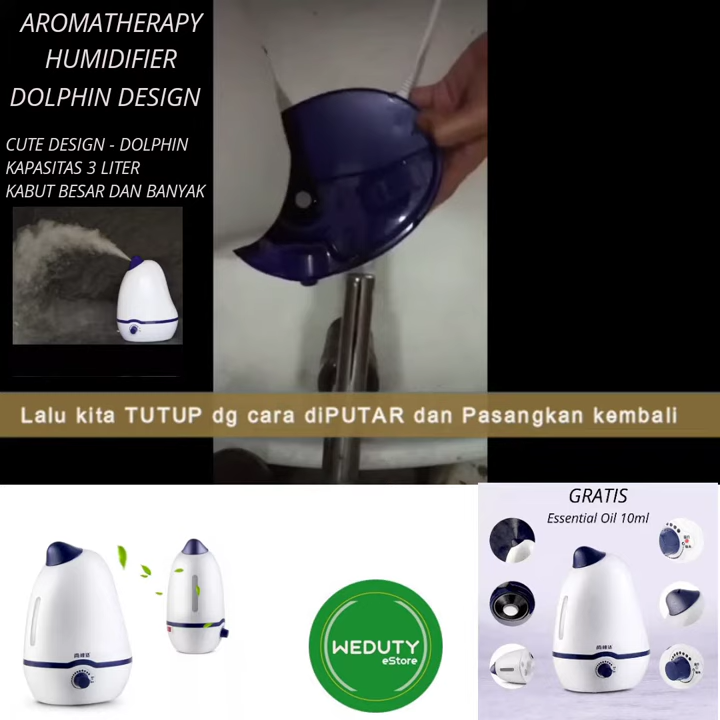 AROMATHERAPY
HUMIDIFIER
DOLPHIN DESIGN
CUTE DESIGN - DOLPHIN
KAPASITAS 3 LITER
KABUT BESAR DAN BANYAK
Lalu kita TUTUP dg cara diPUTAR dan Pasangkan kembali
GRATIS
Essential Oil 10ml
WEDUTY
eStore